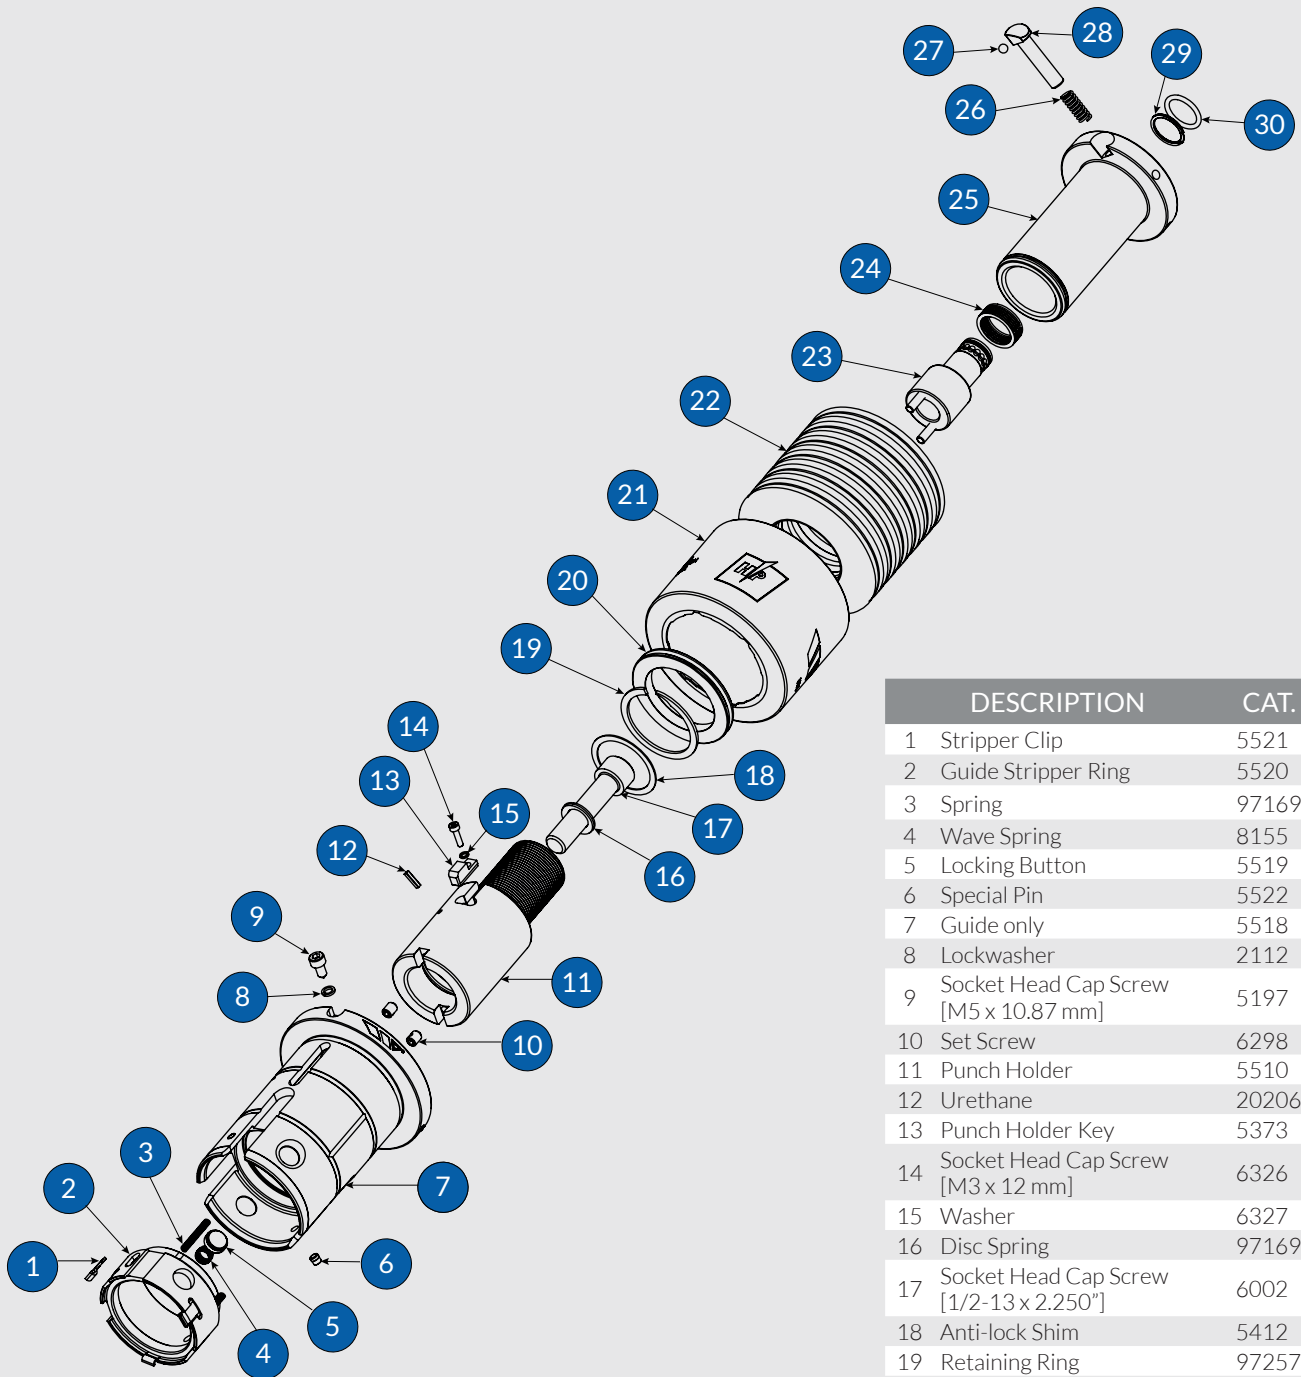 27
28
29
26
30
25
24
23
22
21
20
19
14
18
13
15
17
12
16
9
11
8
10
3
2
7
1
6
5
4
DESCRIPTION CAT.
1 Stripper Clip 5521
2 Guide Stripper Ring 5520
3 Spring 97169
4 Wave Spring 8155
5 Locking Button 5519
6 Special Pin 5522
7 Guide only 5518
8 Lockwasher 2112
9 Socket Head Cap Screw
[M5 x 10.87 mm] 5197
10 Set Screw 6298
11 Punch Holder 5510
12 Urethane 20206
13 Punch Holder Key 5373
14 Socket Head Cap Screw
[M3 x 12 mm] 6326
15 Washer 6327
16 Disc Spring 97169
17 Socket Head Cap Screw
[1/2-13 x 2.250”] 6002
18 Anti-lock Shim 5412
19 Retaining Ring 97257